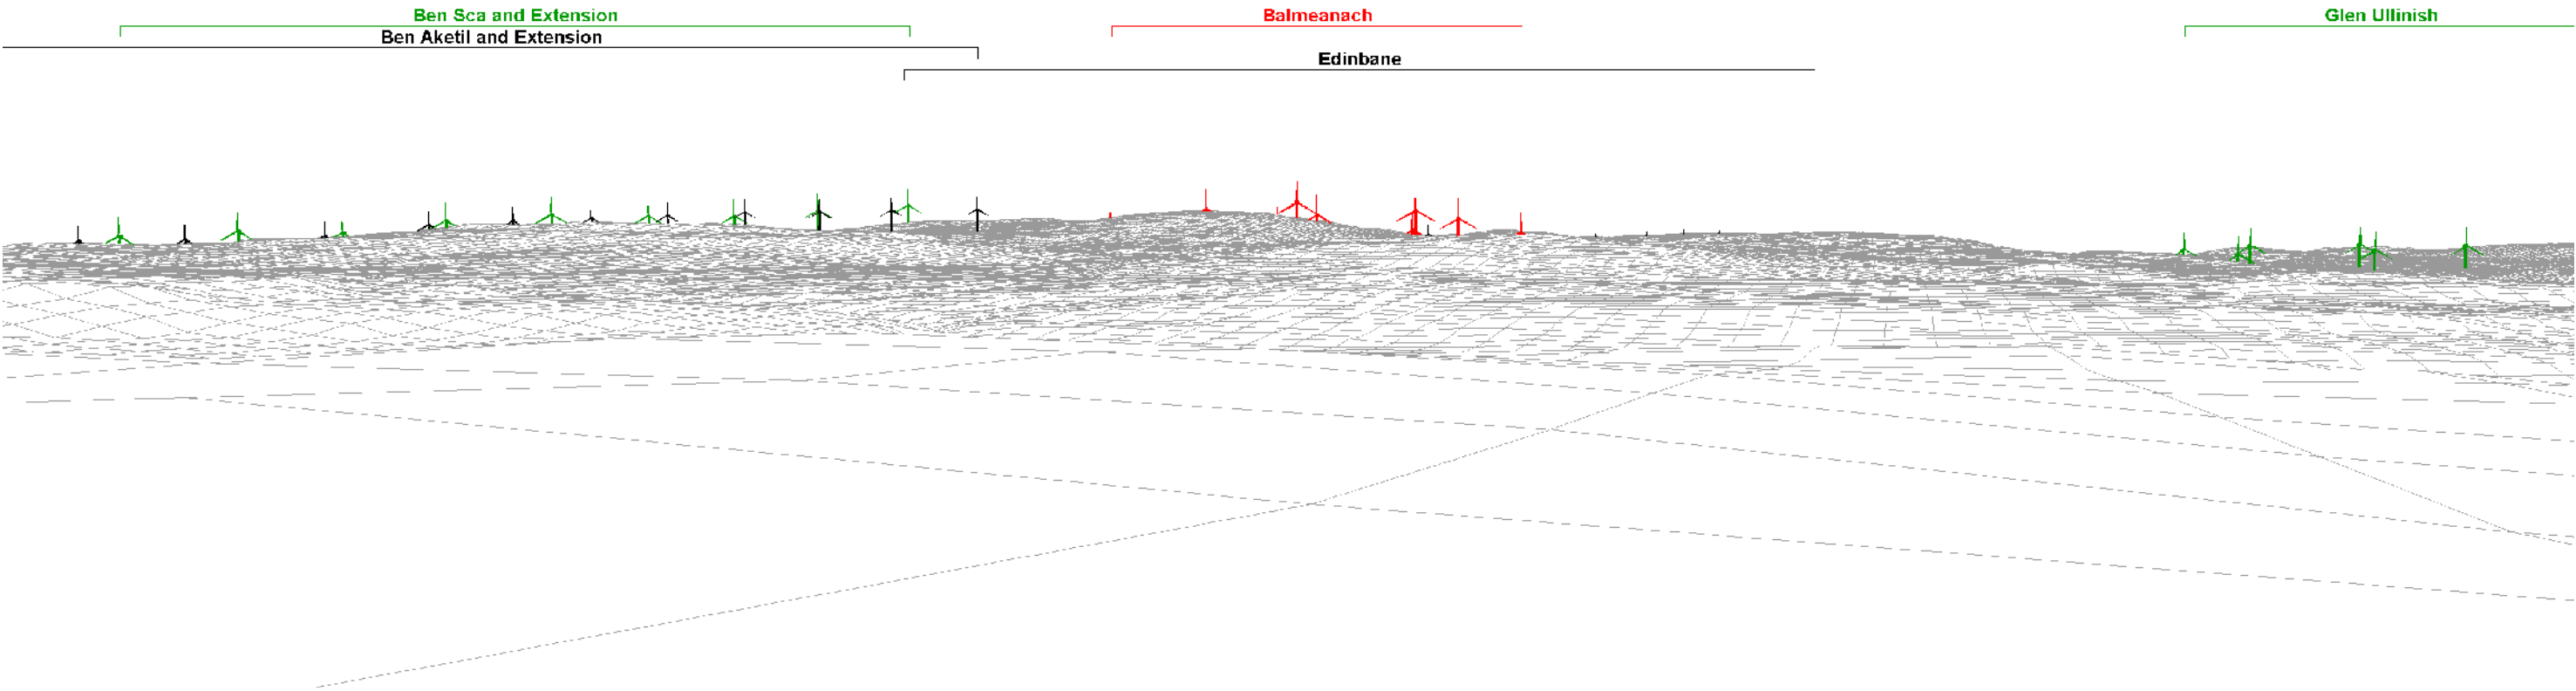 Ben Sca and Extension
Balmeanach
Glen Ullinish
Ben Aketil and Extension
Edinbane